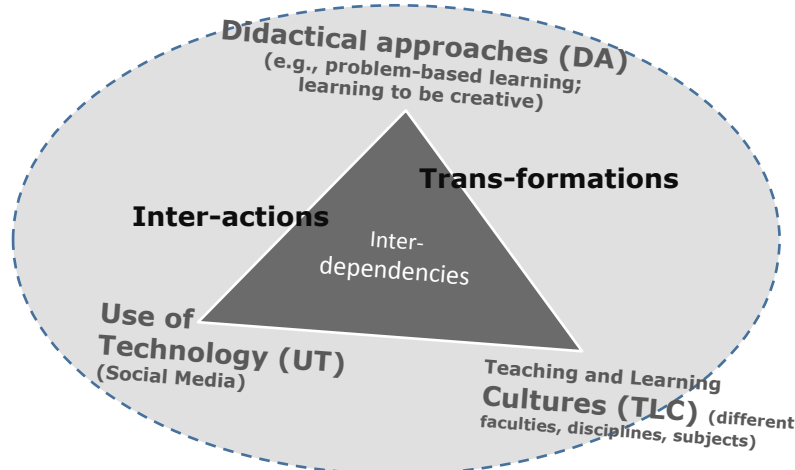 Didactical approaches (DA)
(e.g., problem-based learning;
learning to be creative)
Trans-formations
Inter-actions
Inter-
dependencies
Use of
Technology (UT)
(Social Media)
Teaching and Learning
Cultures (TLC) (different
faculties, disciplines, subjects)